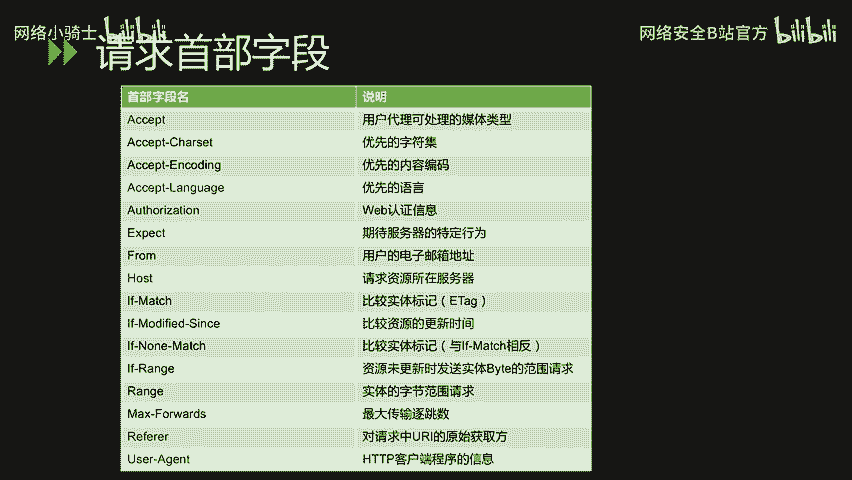 网络小骑士 bilibili
网络安全B站官方 bilibili
请求首部字段
首部字段名 说明
Accept 用户代理可处理的媒体类型
Accept-Charset 优先的字符集
Accept-Encoding 优先的内容编码
Accept-Language 优先的语言
Authorization Web认证信息
Expect 期待服务器的特定行为
From 用户的电子邮箱地址
Host 请求资源所在服务器
If-Match 比较实体标记（ETag）
If-Modified-Since 比较资源的更新时间
If-None-Match 比较实体标记（与If-Match相反）
If-Range 资源未更新时发送实体Byte的范围请求
Range 实体的字节范围请求
Max-Forwards 最大传输逐跳数
Referer 对请求中URI的原始获取方
User-Agent HTTP客户端程序的信息